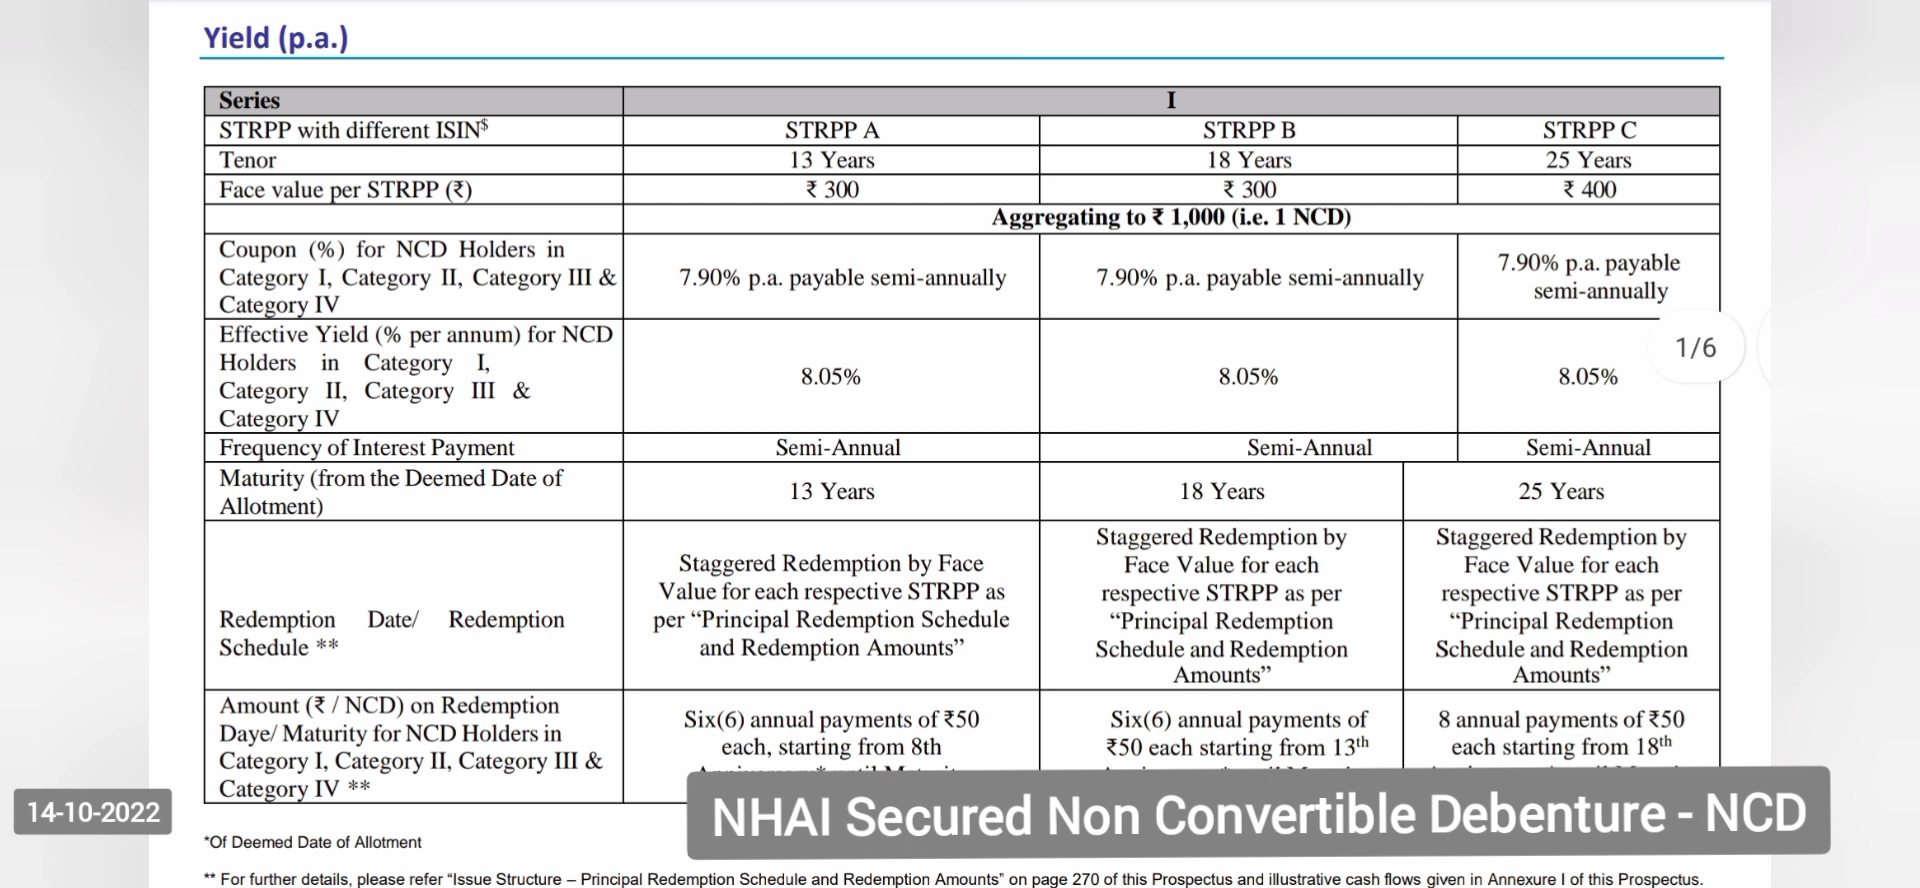 Yield (p.a.)
Series I
STRPP with different ISIN$ STRPP A STRPP B STRPP C
Tenor 13 Years 18 Years 25 Years
Face value per STRPP (₹) ₹ 300 ₹ 300 ₹ 400
Aggregating to ₹ 1,000 (i.e. 1 NCD)
Coupon (%) for NCD Holders in
Category I, Category II, Category III &
Category IV
7.90% p.a. payable semi-annually
7.90% p.a. payable semi-annually
7.90% p.a. payable
semi-annually
Effective Yield (% per annum) for NCD
Holders in Category I,
Category II, Category III &
Category IV
8.05%
8.05%
8.05%
1/6
Frequency of Interest Payment Semi-Annual Semi-Annual Semi-Annual
Maturity (from the Deemed Date of
Allotment)
13 Years
18 Years
25 Years
Redemption Date/ Redemption
Schedule **
Staggered Redemption by Face
Value for each respective STRPP as
per “Principal Redemption Schedule
and Redemption Amounts”
Staggered Redemption by
Face Value for each
respective STRPP as per
“Principal Redemption
Schedule and Redemption
Amounts”
Staggered Redemption by
Face Value for each
respective STRPP as per
“Principal Redemption
Schedule and Redemption
Amounts”
Amount (₹ / NCD) on Redemption
Daye/ Maturity for NCD Holders in
Category I, Category II, Category III &
Category IV **
Six(6) annual payments of ₹50
each, starting from 8th
Six(6) annual payments of
₹50 each starting from 13th
8 annual payments of ₹50
each starting from 18th
14-10-2022
NHAI Secured Non Convertible Debenture - NCD
*Of Deemed Date of Allotment
** For further details, please refer “Issue Structure – Principal Redemption Schedule and Redemption Amounts” on page 270 of this Prospectus and illustrative cash flows given in Annexure I of this Prospectus.